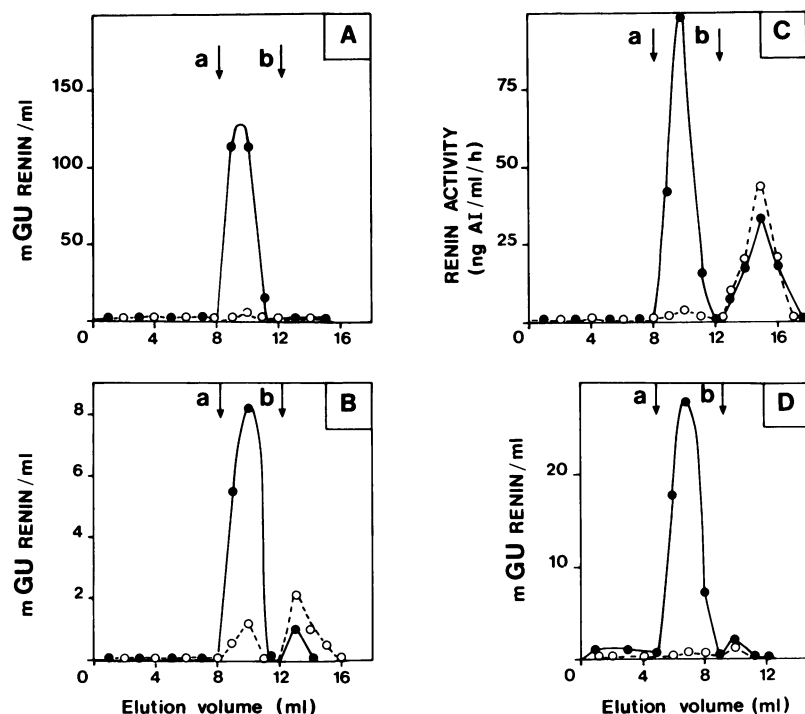 A
a b
150
100
50
0 4 8 12 16
mGU RENIN/ml
C
a b
75
50
25
0 4 8 12 16
RENIN ACTIVITY
(ng AI/ml/h)
B
a b
8
6
4
2
0 4 8 12 16
mGU RENIN/ml
Elution volume (ml)
D
a b
20
10
0 4 8 12
mGU RENIN/ml
Elution volume (ml)